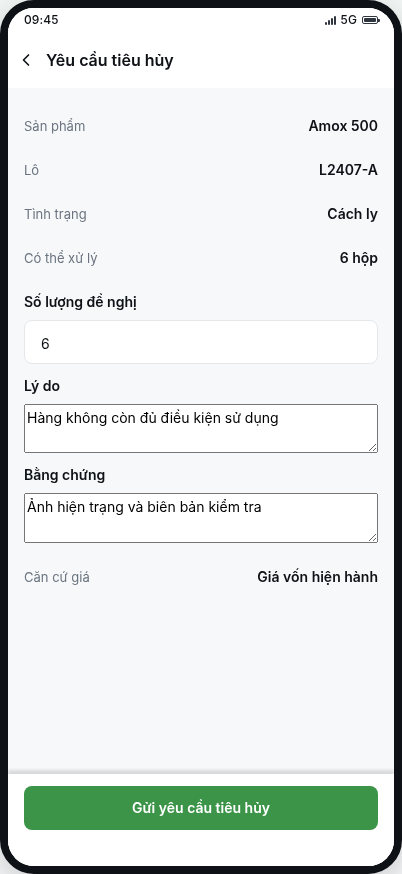 09:45 5G
Yêu cầu tiêu hủy
Sản phẩm Amox 500
Lô L2407-A
Tình trạng Cách ly
Có thể xử lý 6 hộp
Số lượng đề nghị
6
Lý do
Hàng không còn đủ điều kiện sử dụng
Bằng chứng
Ảnh hiện trạng và biên bản kiểm tra
Căn cứ giá Giá vốn hiện hành
Gửi yêu cầu tiêu hủy